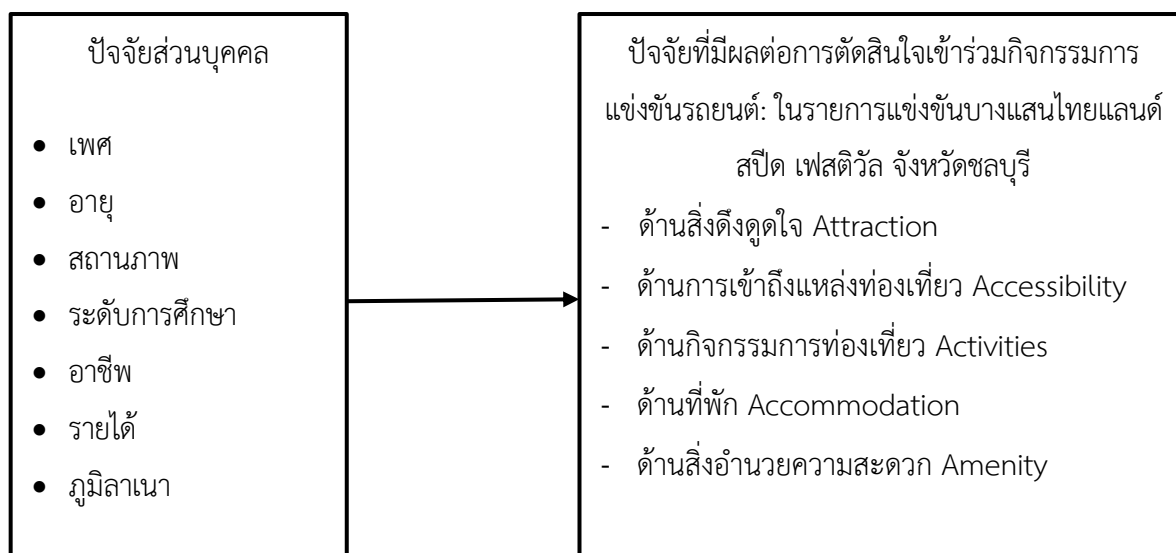 ปัจจัยส่วนบุคคล
• เพศ
• อายุ
• สถานภาพ
• ระดับการศึกษา
• อาชีพ
• รายได้
• ภูมิลาเนา
ปัจจัยที่มีผลต่อการตัดสินใจเข้าร่วมกิจกรรมการ
แข่งขันรถยนต์: ในรายการแข่งขันบางแสนไทยแลนด์
สปีด เฟสติวัล จังหวัดชลบุรี
- ด้านสิ่งดึงดูดใจ Attraction
- ด้านการเข้าถึงแหล่งท่องเที่ยว Accessibility
- ด้านกิจกรรมการท่องเที่ยว Activities
- ด้านที่พัก Accommodation
- ด้านสิ่งอำนวยความสะดวก Amenity